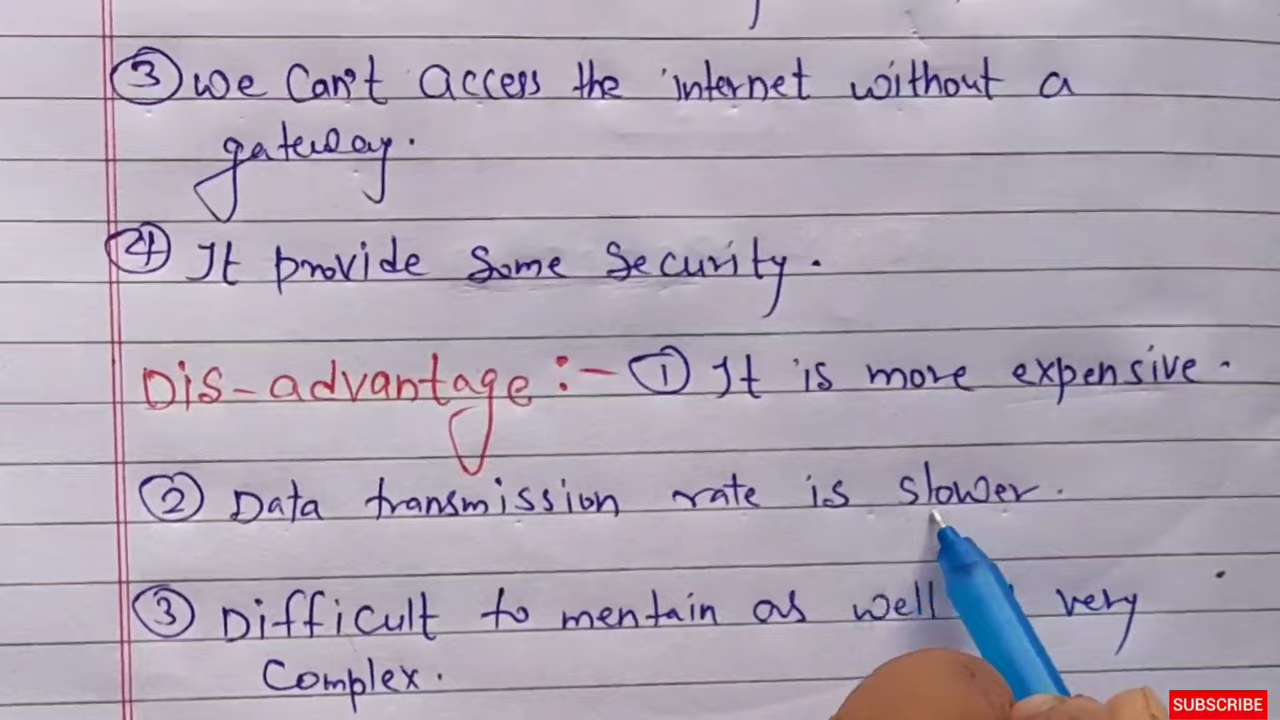 ③ We Can't access the internet without a
gateway.
④ It provide some security.
Dis-advantage :- ① It is more expensive.
② Data transmission rate is slower.
③ Difficult to mentain as well very
Complex.
SUBSCRIBE